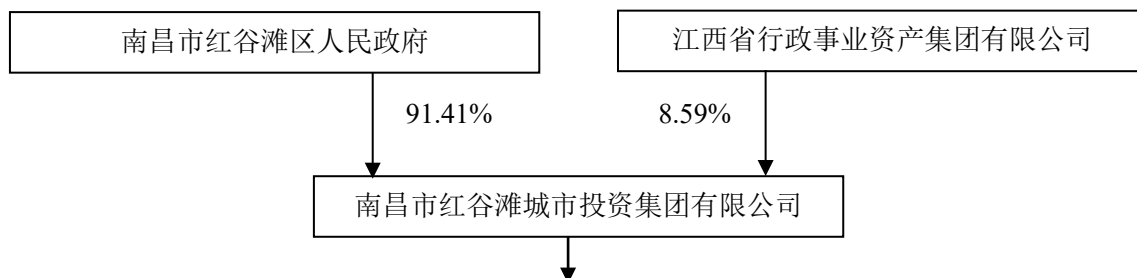 南昌市红谷滩区人民政府
江西省行政事业资产集团有限公司
91.41%
8.59%
南昌市红谷滩城市投资集团有限公司